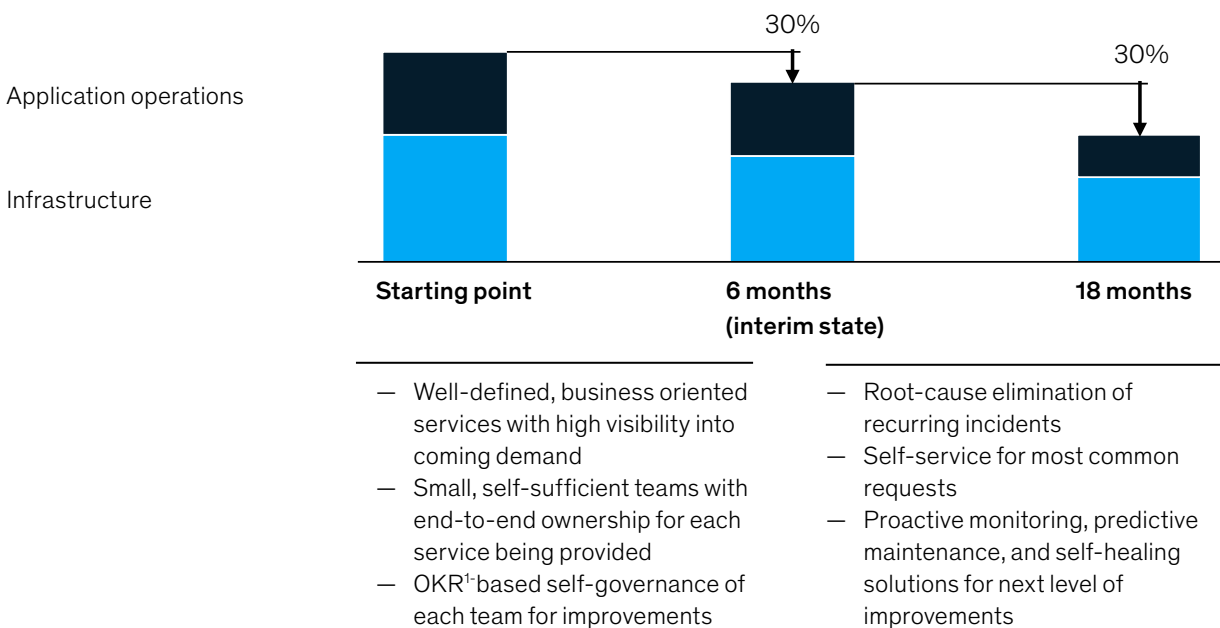 30%
30%
Application operations
Infrastructure
Starting point
6 months
(interim state)
18 months
— Well-defined, business oriented
services with high visibility into
coming demand
— Small, self-sufficient teams with
end-to-end ownership for each
service being provided
— OKR¹-based self-governance of
each team for improvements
— Root-cause elimination of
recurring incidents
— Self-service for most common
requests
— Proactive monitoring, predictive
maintenance, and self-healing
solutions for next level of
improvements